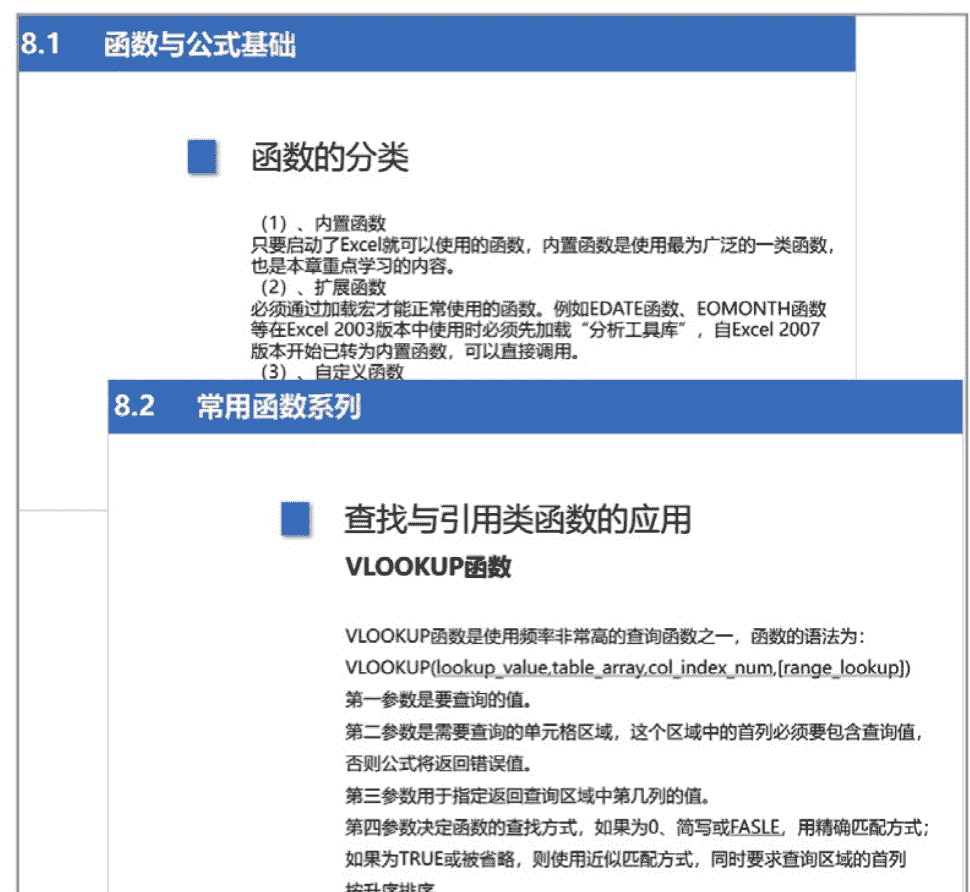 8.1 函数与公式基础
函数的分类
（1）、内置函数
只要启动了Excel就可以使用的函数，内置函数是使用最为广泛的一类函数，
也是本章重点学习的内容。
（2）、扩展函数
必须通过加载宏才能正常使用的函数。例如EDATE函数、EOMONTH函数
等在Excel 2003版本中使用时必须先加载“分析工具库”，自Excel 2007
版本开始已转为内置函数，可以直接调用。
（3）、自定义函数
8.2 常用函数系列
查找与引用类函数的应用
VLOOKUP函数
VLOOKUP函数是使用频率非常高的查询函数之一，函数的语法为：
VLOOKUP(lookup_value,table_array,col_index_num,[range_lookup])
第一参数是要查询的值。
第二参数是需要查询的单元格区域，这个区域中的首列必须要包含查询值，
否则公式将返回错误值。
第三参数用于指定返回查询区域中第几列的值。
第四参数决定函数的查找方式，如果为0、简写或FASLE，用精确匹配方式；
如果为TRUE或被省略，则使用近似匹配方式，同时要求查询区域的首列
按升序排序